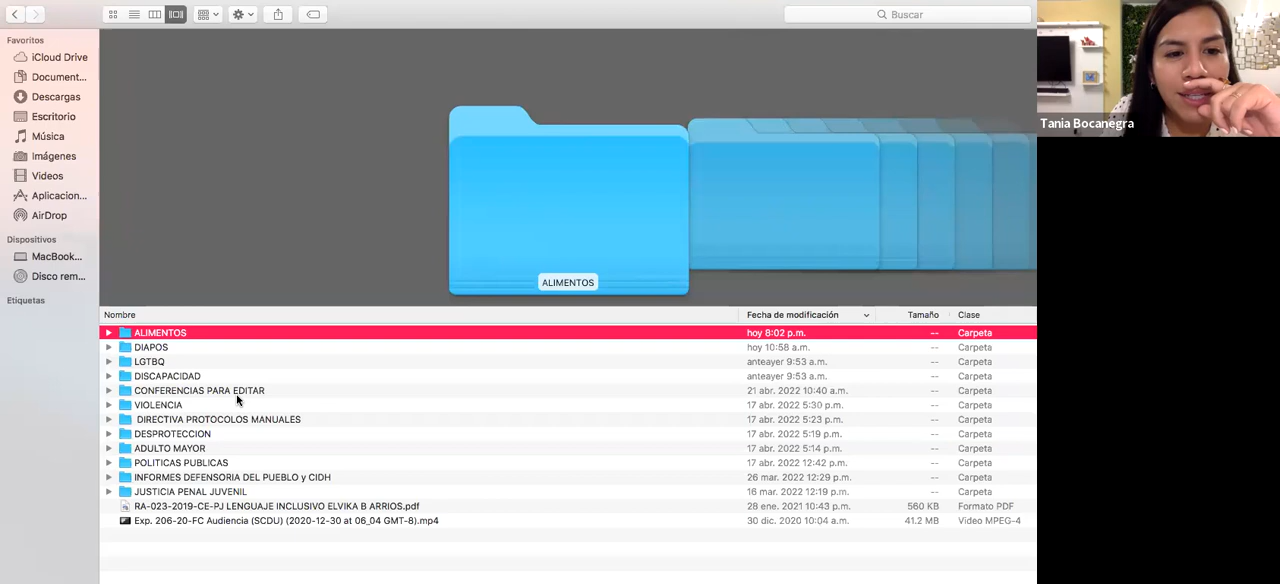 Buscar
Favoritos
iCloud Drive
Document...
Descargas
Escritorio
Música
Imágenes
Videos
Aplicacion...
AirDrop
Dispositivos
MacBook...
Disco rem...
Etiquetas
ALIMENTOS
Tania Bocanegra
Nombre Fecha de modificación Tamaño Clase
ALIMENTOS hoy 8:02 p.m. -- Carpeta
DIAPOS hoy 10:58 a.m. -- Carpeta
LGTBQ anteayer 9:53 a.m. -- Carpeta
DISCAPACIDAD anteayer 9:53 a.m. -- Carpeta
CONFERENCIAS PARA EDITAR 21 abr. 2022 10:40 a.m. -- Carpeta
VIOLENCIA 17 abr. 2022 5:30 p.m. -- Carpeta
DIRECTIVA PROTOCOLOS MANUALES 17 abr. 2022 5:23 p.m. -- Carpeta
DESPROTECCION 17 abr. 2022 5:19 p.m. -- Carpeta
ADULTO MAYOR 17 abr. 2022 5:14 p.m. -- Carpeta
POLITICAS PUBLICAS 17 abr. 2022 12:42 p.m. -- Carpeta
INFORMES DEFENSORIA DEL PUEBLO y CIDH 26 mar. 2022 12:29 p.m. -- Carpeta
JUSTICIA PENAL JUVENIL 16 mar. 2022 12:19 p.m. -- Carpeta
RA-023-2019-CE-PJ LENGUAJE INCLUSIVO ELVIKA B ARRIOS.pdf 28 ene. 2021 10:43 p.m. 560 KB Formato PDF
Exp. 206-20-FC Audiencia (SCDU) (2020-12-30 at 06_04 GMT-8).mp4 30 dic. 2020 10:04 a.m. 41.2 MB Video MPEG-4